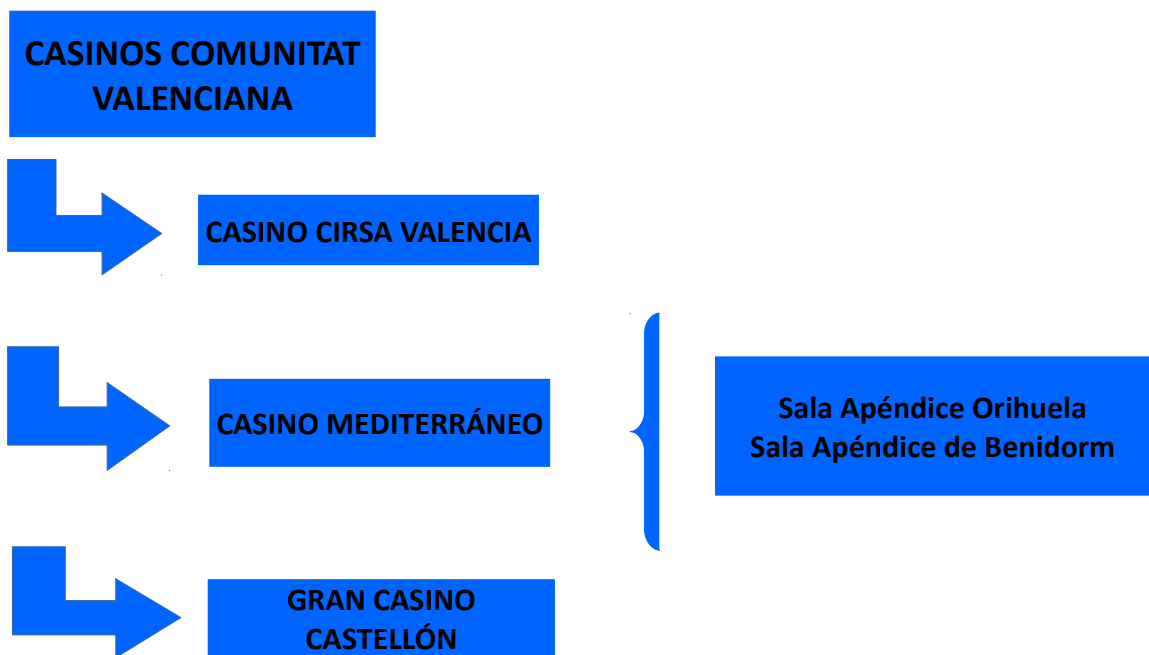 CASINOS COMUNITAT
VALENCIANA
CASINO CIRSA VALENCIA
CASINO MEDITERRÁNEO
Sala Apéndice Orihuela
Sala Apéndice de Benidorm
GRAN CASINO
CASTELLÓN